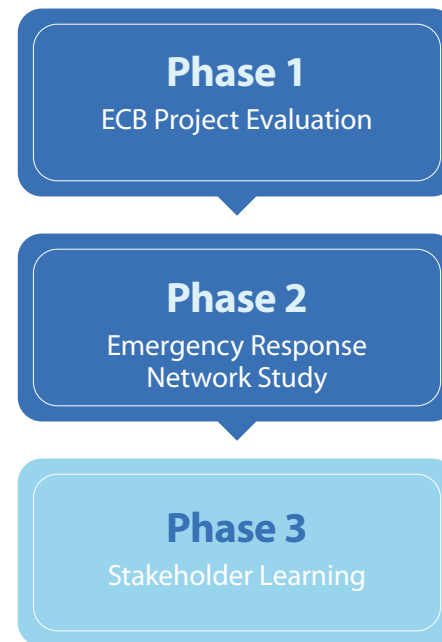 Phase 1
ECB Project Evaluation
Phase 2
Emergency Response
Network Study
Phase 3
Stakeholder Learning